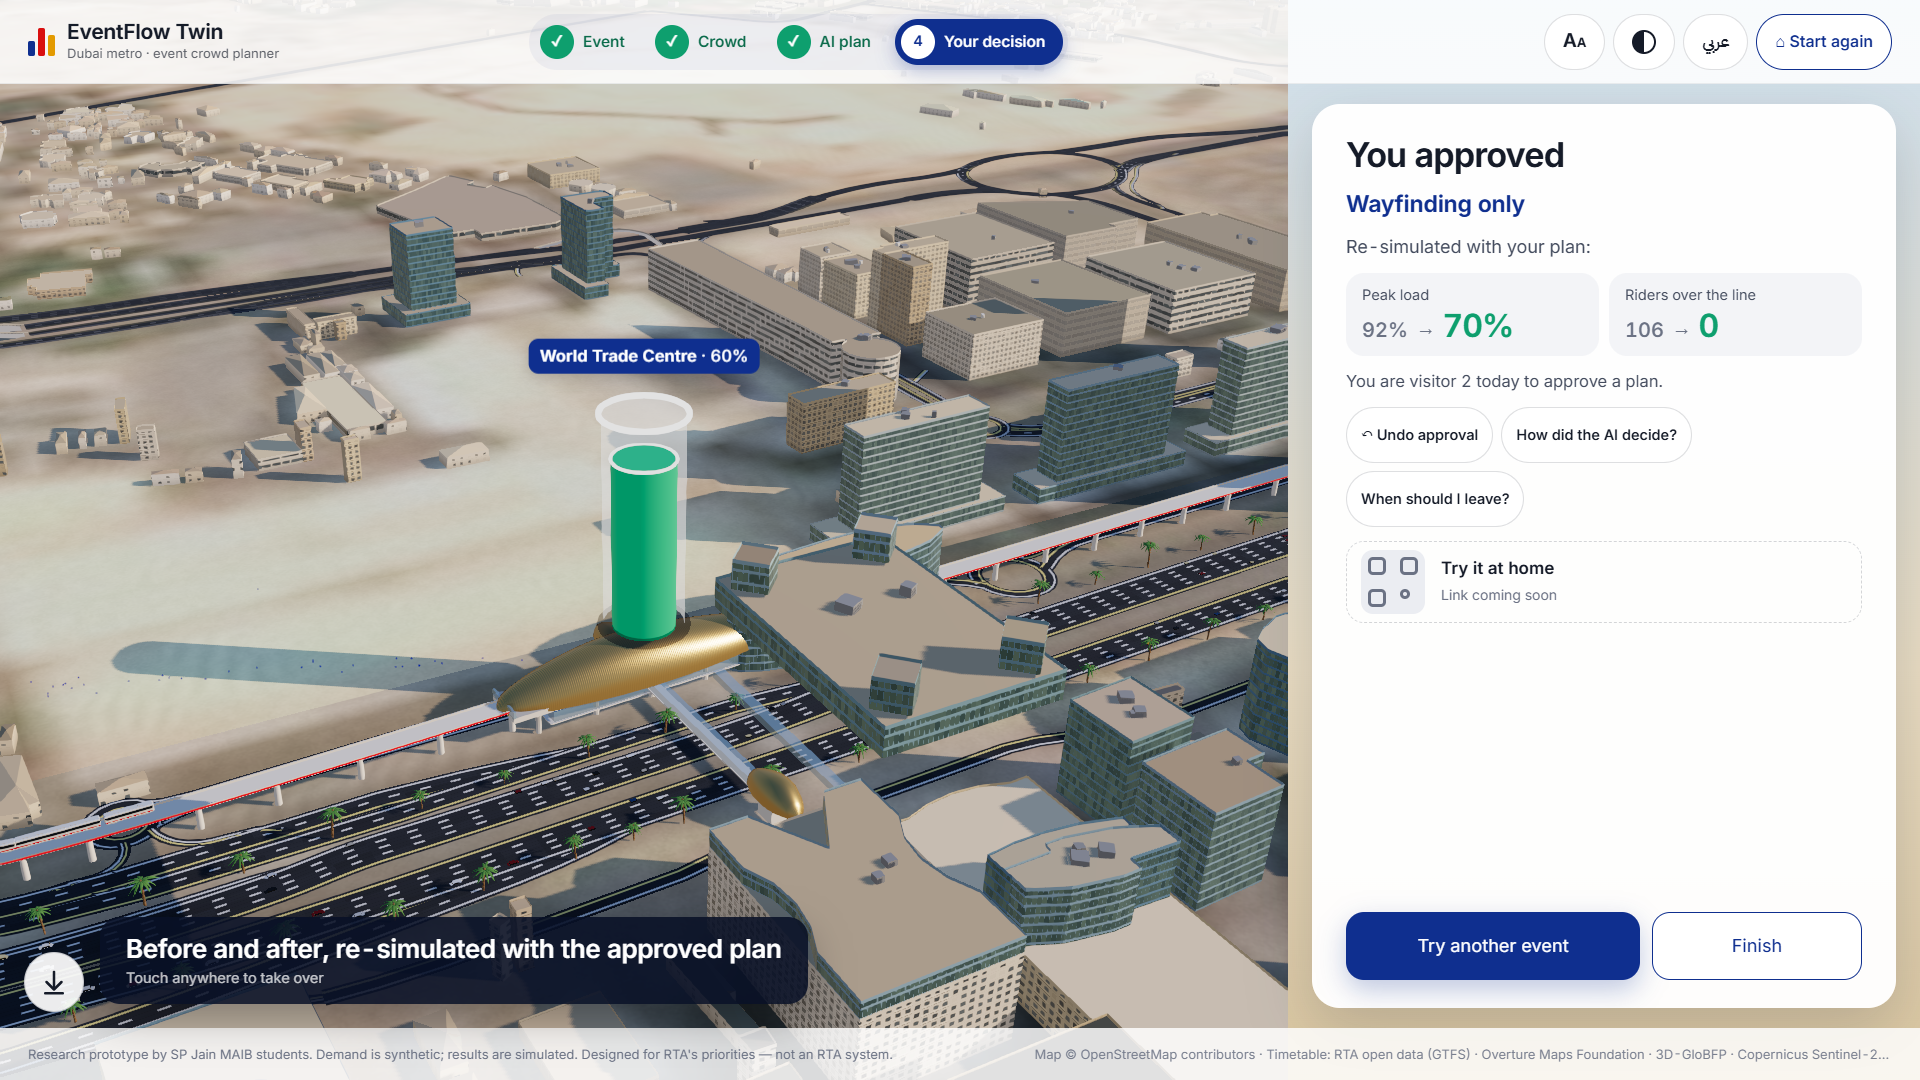 EventFlow Twin
Dubai metro · event crowd planner
✓ Event ✓ Crowd ✓ AI plan 4 Your decision
AA
عربي
⌂ Start again
World Trade Centre · 60%
Before and after, re-simulated with the approved plan
Touch anywhere to take over
You approved
Wayfinding only
Re-simulated with your plan:
Peak load
92% → 70%
Riders over the line
106 → 0
You are visitor 2 today to approve a plan.
↶ Undo approval
How did the AI decide?
When should I leave?
Try it at home
Link coming soon
Try another event
Finish
Research prototype by SP Jain MAIB students. Demand is synthetic; results are simulated. Designed for RTA's priorities — not an RTA system.
Map © OpenStreetMap contributors · Timetable: RTA open data (GTFS) · Overture Maps Foundation · 3D-GloBFP · Copernicus Sentinel-2...